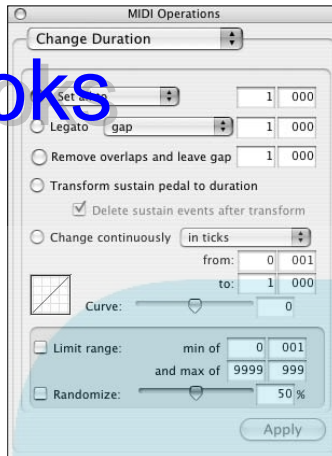 MIDI Operations
Change Duration
oks
Set all to 1 000
Legato gap 1 000
Remove overlaps and leave gap 1 000
Transform sustain pedal to duration
Delete sustain events after transform
Change continuously in ticks
from: 0 001
to: 1 000
Curve: 0
Limit range: min of 0 001
and max of 9999 999
Randomize: 50 %
Apply